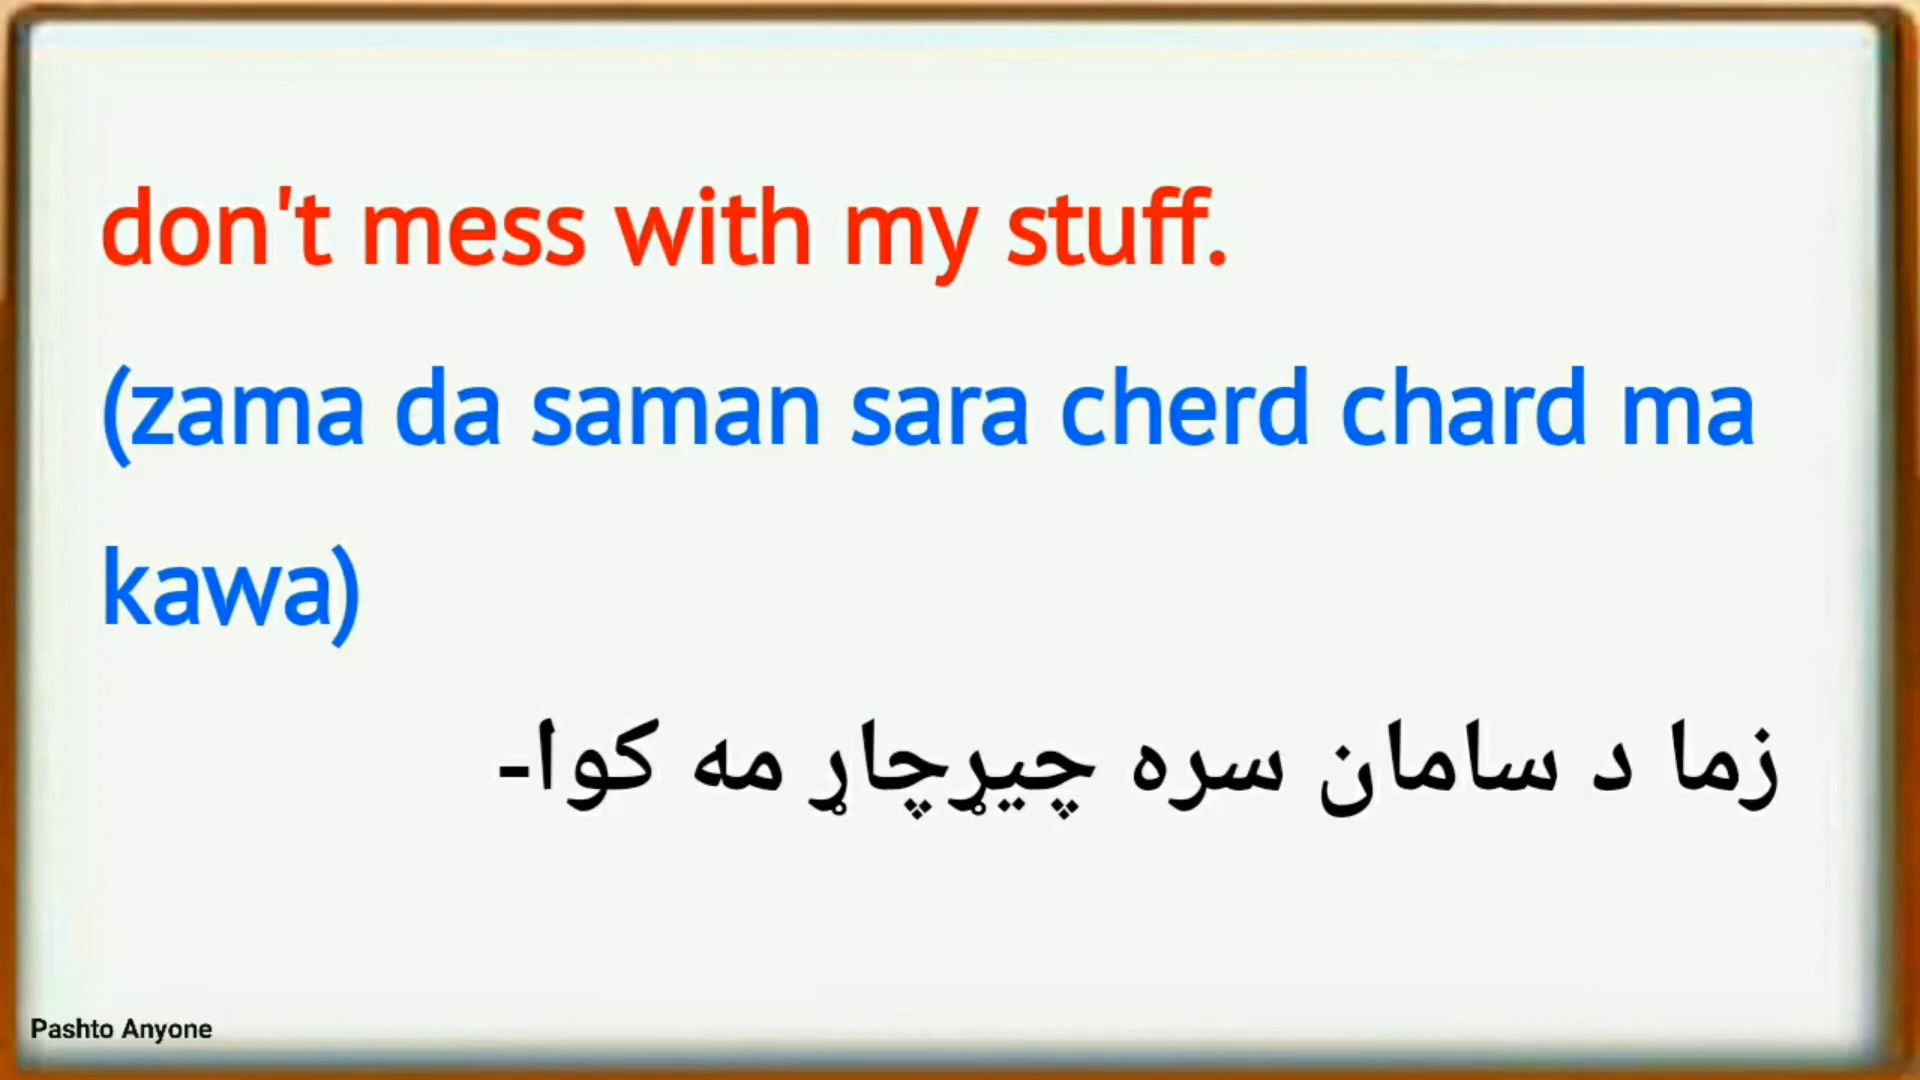 don't mess with my stuff.
(zama da saman sara cherd chard ma
kawa)
زما د سامان سره چیړچاړ مه کوا-
Pashto Anyone